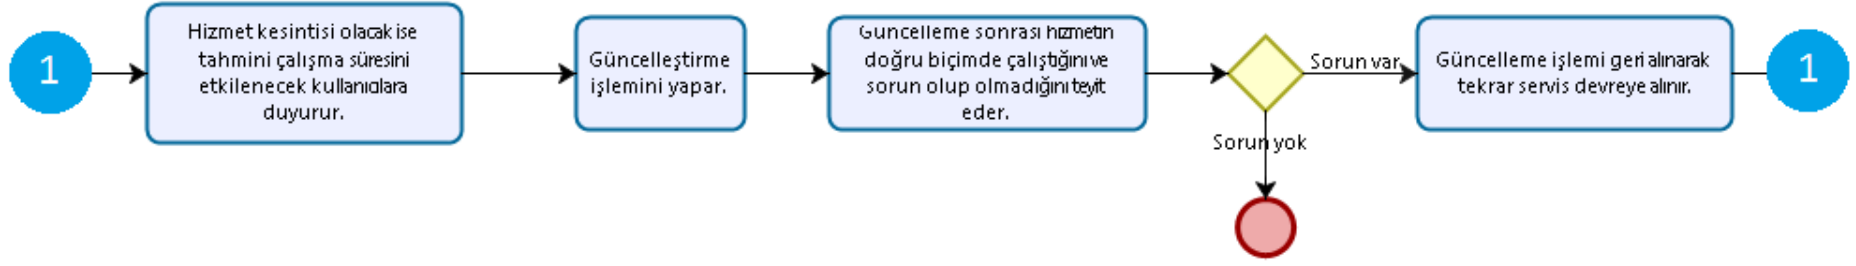 1
Hizmet kesintisi olacak ise
tahmini çalışma süresini
etkilenecek kullanıcılara
duyurur.
Güncelleştirme
işlemini yapar.
Güncelleme sonrası hizmetin
doğru biçimde çalıştığını ve
sorun olup olmadığını teyit
eder.
Sorun var
Sorun yok
Güncelleme işlemi geri alınarak
tekrar servis devreye alınır.
1